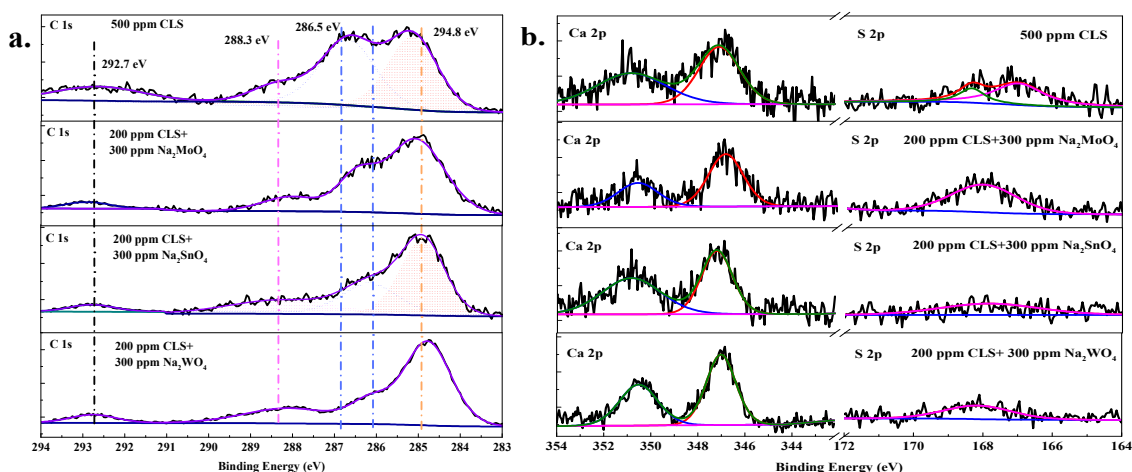 a.
C 1s
500 ppm CLS
286.5 eV
288.3 eV
294.8 eV
292.7 eV
C 1s
200 ppm CLS+
300 ppm Na₂MoO₄
C 1s
200 ppm CLS+
300 ppm Na₂SnO₄
C 1s
200 ppm CLS+
300 ppm Na₂WO₄
294 293 292 291 290 289 288 287 286 285 284 283
Binding Energy (eV)
b.
Ca 2p
S 2p
500 ppm CLS
Ca 2p
S 2p
200 ppm CLS+300 ppm Na₂MoO₄
Ca 2p
S 2p
200 ppm CLS+300 ppm Na₂SnO₄
Ca 2p
S 2p
200 ppm CLS+ 300 ppm Na₂WO₄
354 352 350 348 346 344 172 170 168 166 164
Binding Energy (eV)